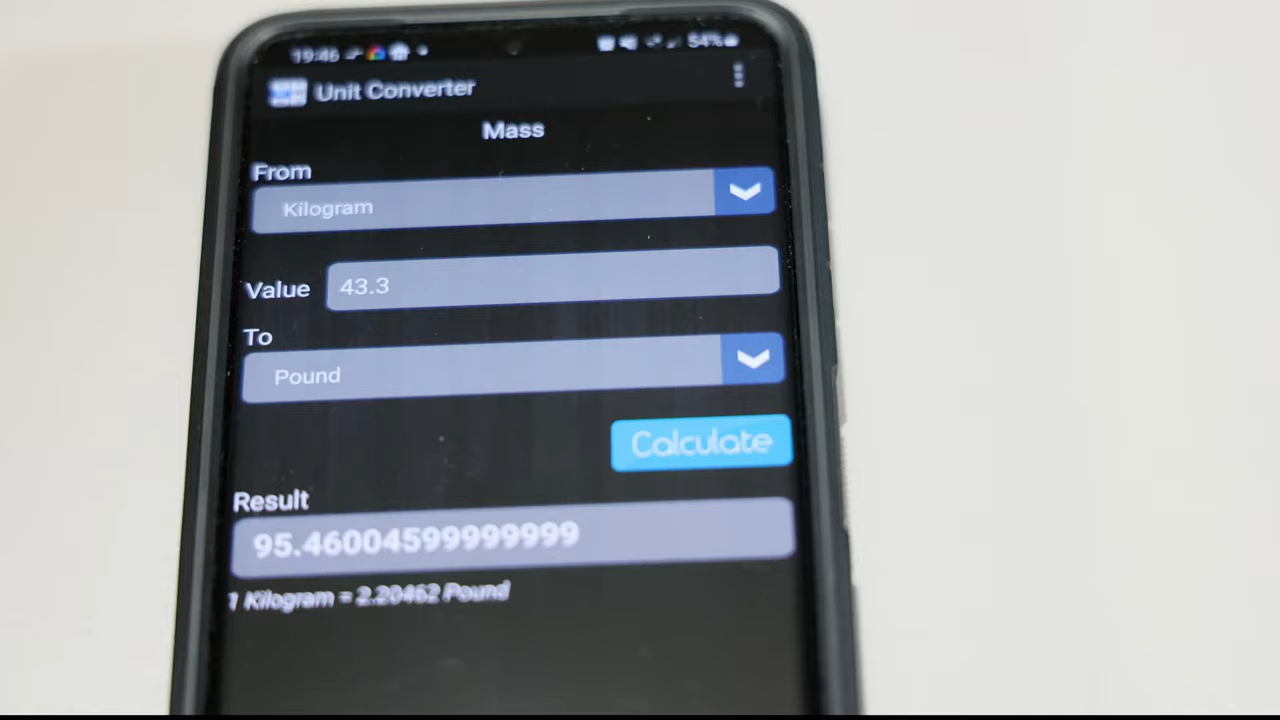 19:46 54%
Unit Converter
Mass
From
Kilogram
Value 43.3
To
Pound
Calculate
Result
95.46004599999999
1 Kilogram = 2.20462 Pound